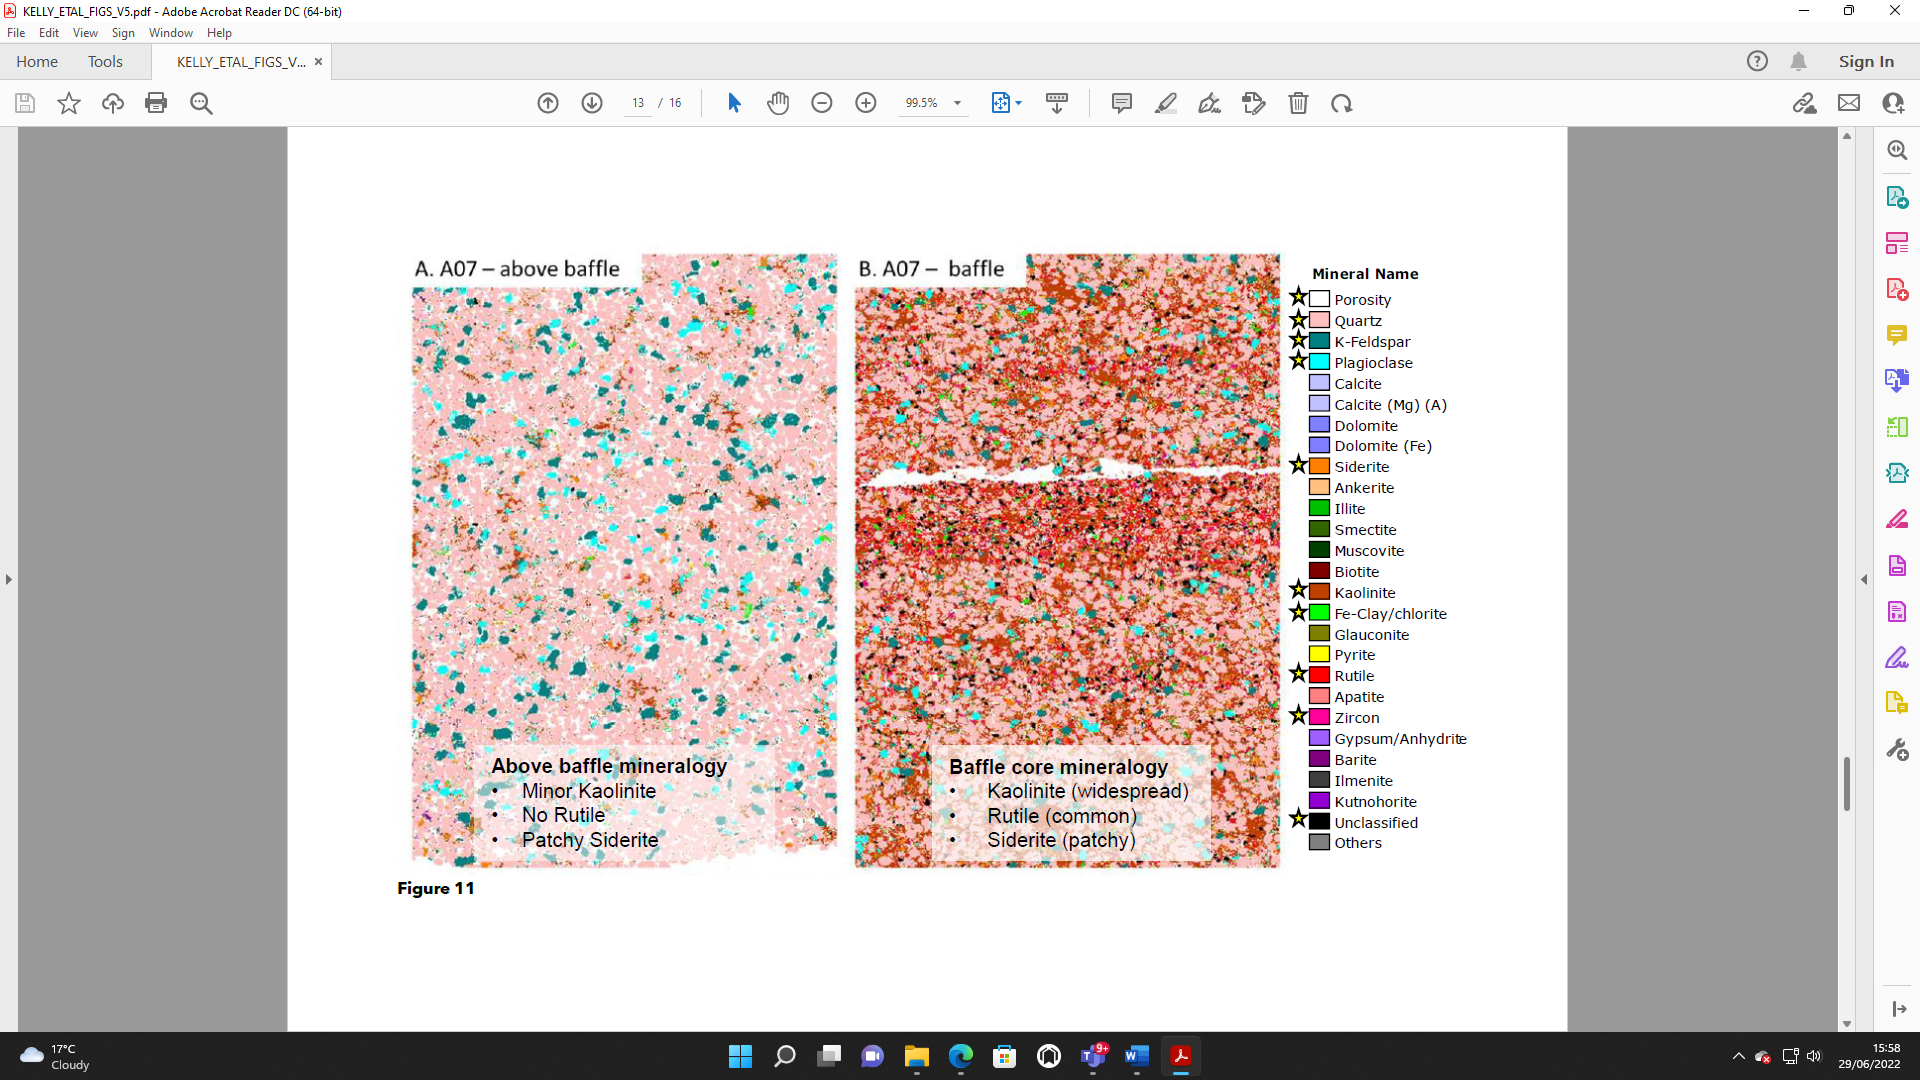 KELLY_ETAL_FIGS_V5.pdf - Adobe Acrobat Reader DC (64-bit)
File Edit View Sign Window Help
Home Tools KELLY_ETAL_FIGS_V... × Sign In
13 / 16 99.5%
A. A07 – above baffle
B. A07 – baffle
Above baffle mineralogy
• Minor Kaolinite
• No Rutile
• Patchy Siderite
Baffle core mineralogy
• Kaolinite (widespread)
• Rutile (common)
• Siderite (patchy)
Mineral Name
Porosity
Quartz
K-Feldspar
Plagioclase
Calcite
Calcite (Mg) (A)
Dolomite
Dolomite (Fe)
Siderite
Ankerite
Illite
Smectite
Muscovite
Biotite
Kaolinite
Fe-Clay/chlorite
Glauconite
Pyrite
Rutile
Apatite
Zircon
Gypsum/Anhydrite
Barite
Ilmenite
Kutnohorite
Unclassified
Others
Figure 11
17°C
Cloudy
9+
15:58
29/06/2022